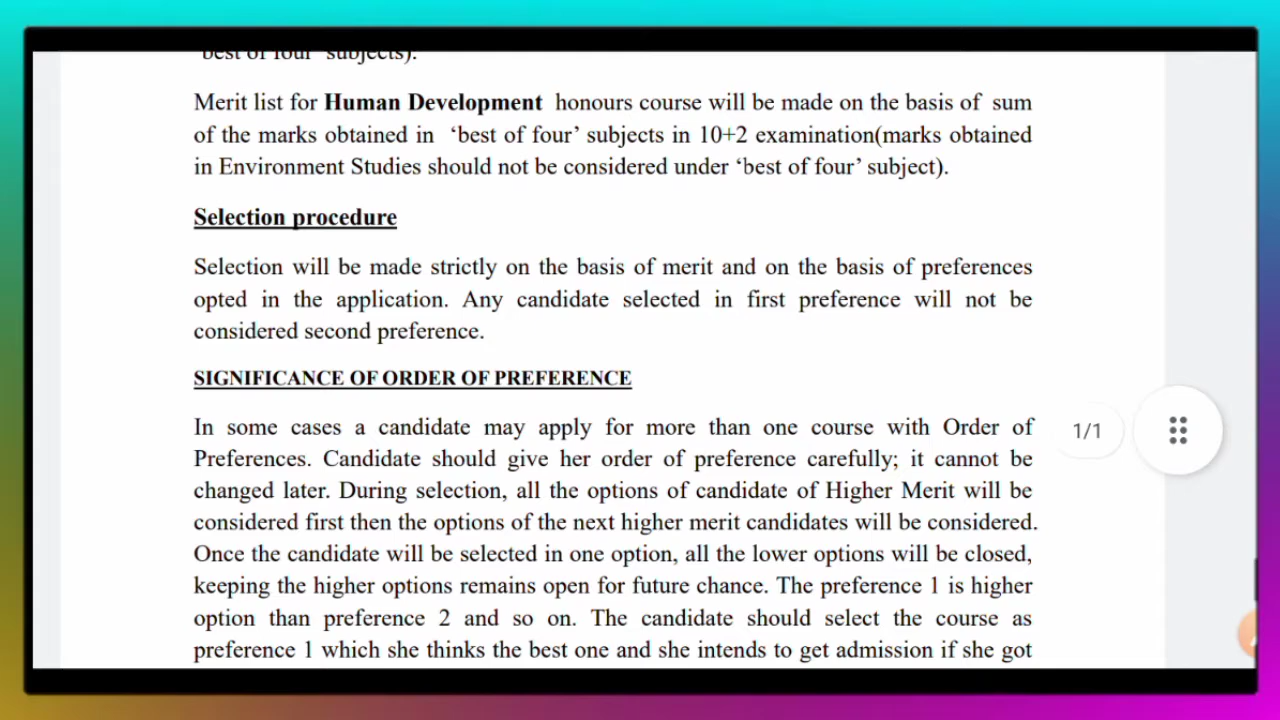 'best of four' subjects).
Merit list for Human Development honours course will be made on the basis of sum
of the marks obtained in ‘best of four’ subjects in 10+2 examination(marks obtained
in Environment Studies should not be considered under ‘best of four’ subject).
Selection procedure
Selection will be made strictly on the basis of merit and on the basis of preferences
opted in the application. Any candidate selected in first preference will not be
considered second preference.
SIGNIFICANCE OF ORDER OF PREFERENCE
In some cases a candidate may apply for more than one course with Order of
Preferences. Candidate should give her order of preference carefully; it cannot be
changed later. During selection, all the options of candidate of Higher Merit will be
considered first then the options of the next higher merit candidates will be considered.
Once the candidate will be selected in one option, all the lower options will be closed,
keeping the higher options remains open for future chance. The preference 1 is higher
option than preference 2 and so on. The candidate should select the course as
preference 1 which she thinks the best one and she intends to get admission if she got
1/1